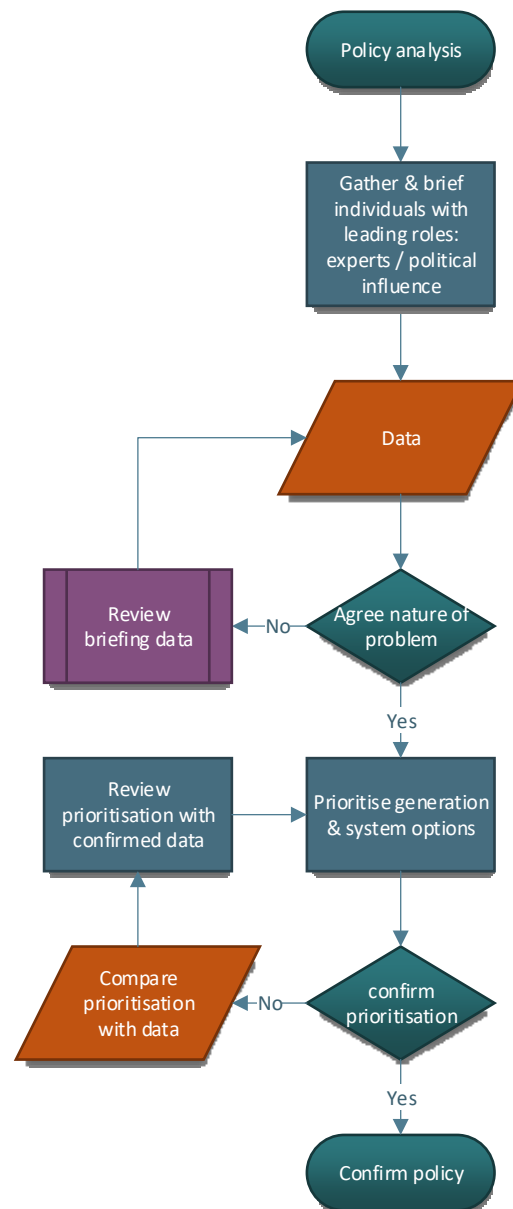 Policy analysis
Gather & brief
individuals with
leading roles:
experts / political
influence
Data
Review
briefing data
No
Agree nature of
problem
Yes
Review
prioritisation with
confirmed data
Prioritise generation
& system options
Compare
prioritisation
with data
No
confirm
prioritisation
Yes
Confirm policy